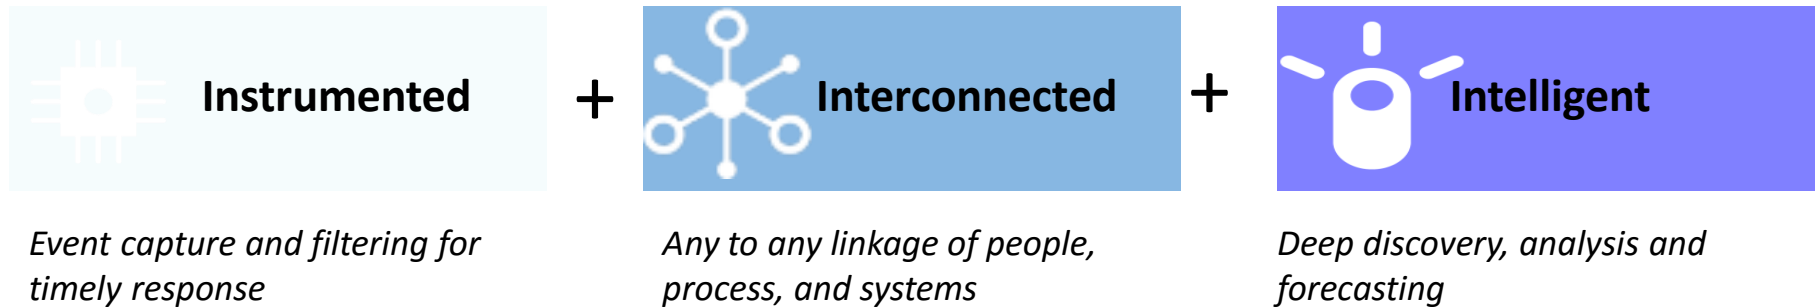 Instrumented + Interconnected + Intelligent
Event capture and filtering for
timely response
Any to any linkage of people,
process, and systems
Deep discovery, analysis and
forecasting